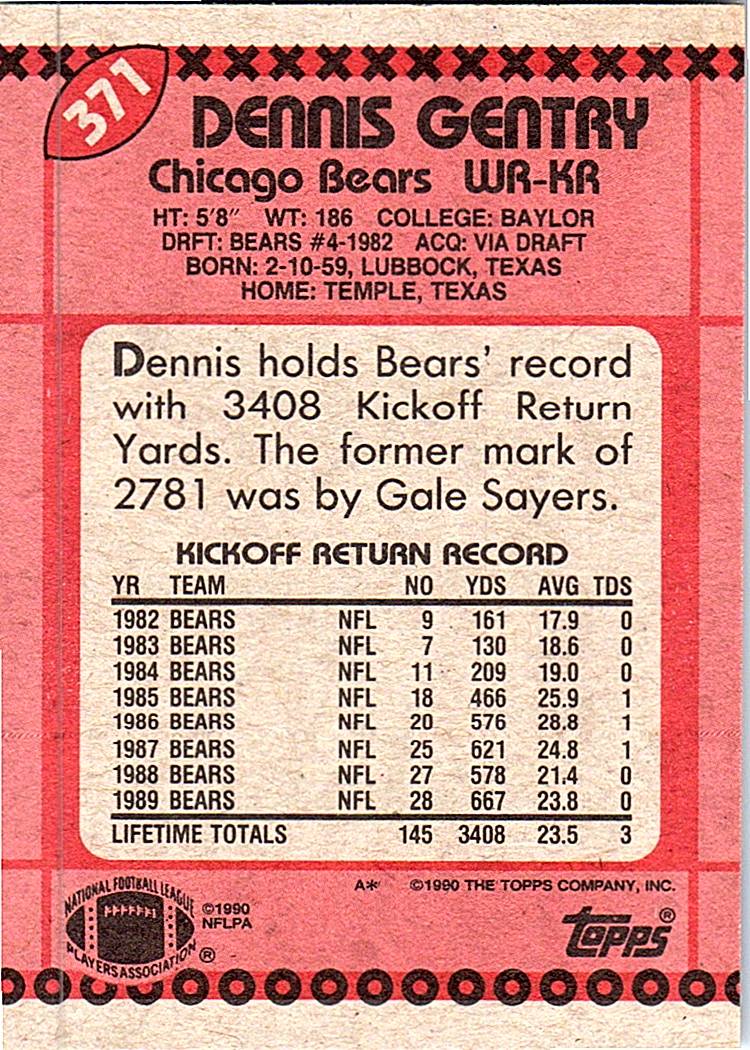 371
DENNIS GENTRY
Chicago Bears WR-KR
HT: 5'8" WT: 186 COLLEGE: BAYLOR
DRFT: BEARS #4-1982 ACQ: VIA DRAFT
BORN: 2-10-59, LUBBOCK, TEXAS
HOME: TEMPLE, TEXAS
Dennis holds Bears' record
with 3408 Kickoff Return
Yards. The former mark of
2781 was by Gale Sayers.
KICKOFF RETURN RECORD
YR TEAM NO YDS AVG TDS
1982 BEARS NFL 9 161 17.9 0
1983 BEARS NFL 7 130 18.6 0
1984 BEARS NFL 11 209 19.0 0
1985 BEARS NFL 18 466 25.9 1
1986 BEARS NFL 20 576 28.8 1
1987 BEARS NFL 25 621 24.8 1
1988 BEARS NFL 27 578 21.4 0
1989 BEARS NFL 28 667 23.8 0
LIFETIME TOTALS 145 3408 23.5 3
A* ©1990 THE TOPPS COMPANY, INC.
NATIONAL FOOTBALL LEAGUE
PLAYERS ASSOCIATION ®
©1990
NFLPA
topps®